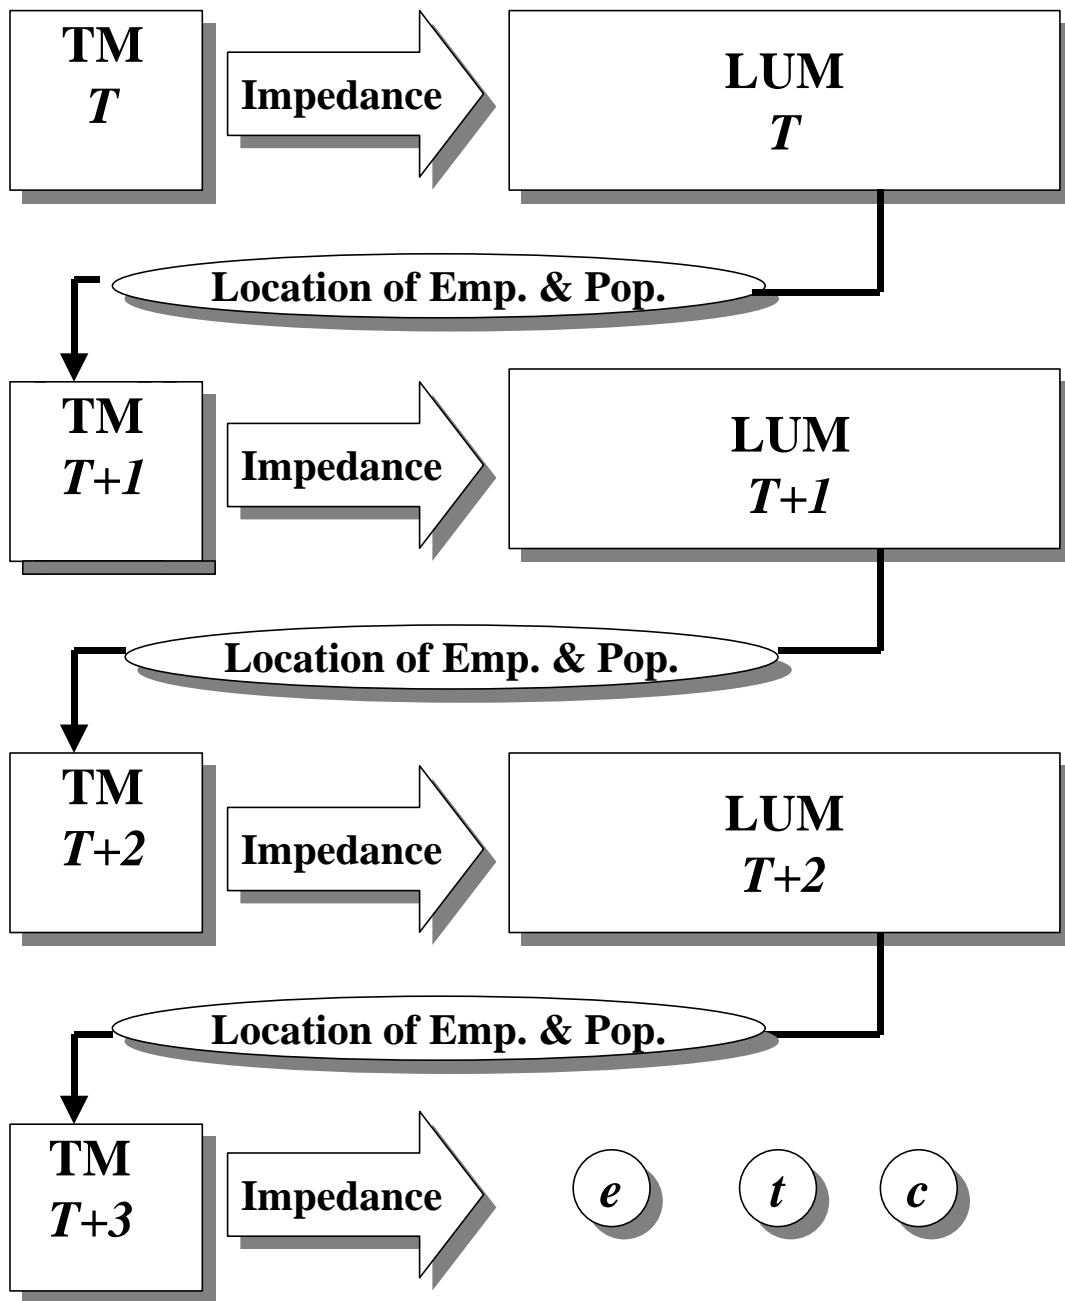 TM
T
Impedance
LUM
T
Location of Emp. & Pop.
TM
T+1
Impedance
LUM
T+1
Location of Emp. & Pop.
TM
T+2
Impedance
LUM
T+2
Location of Emp. & Pop.
TM
T+3
Impedance
e t c